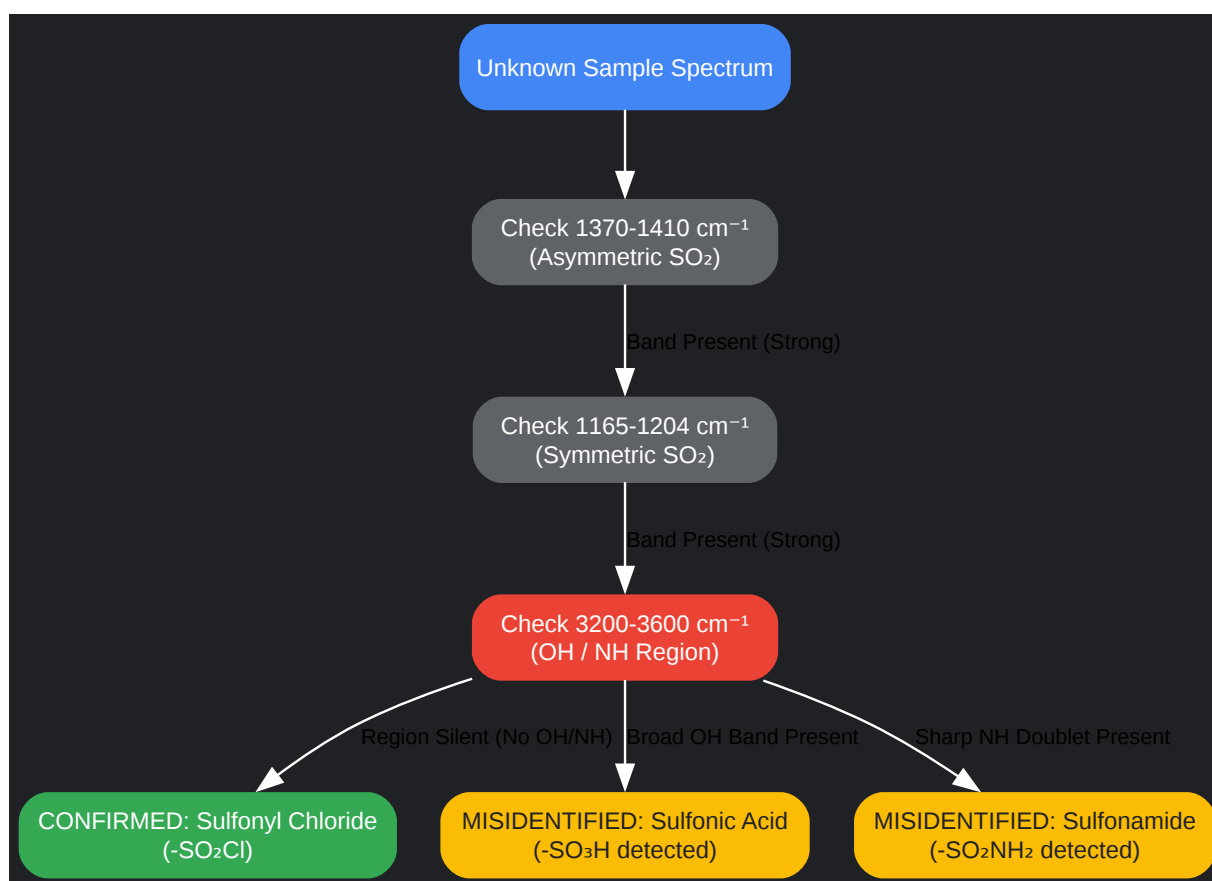 Unknown Sample Spectrum
Check 1370-1410 cm⁻¹
(Asymmetric SO₂)
Band Present (Strong)
Check 1165-1204 cm⁻¹
(Symmetric SO₂)
Band Present (Strong)
Check 3200-3600 cm⁻¹
(OH / NH Region)
Region Silent (No OH/NH)
Broad OH Band Present
Sharp NH Doublet Present
CONFIRMED: Sulfonyl Chloride
(-SO₂Cl)
MISIDENTIFIED: Sulfonic Acid
(-SO₃H detected)
MISIDENTIFIED: Sulfonamide
(-SO₂NH₂ detected)